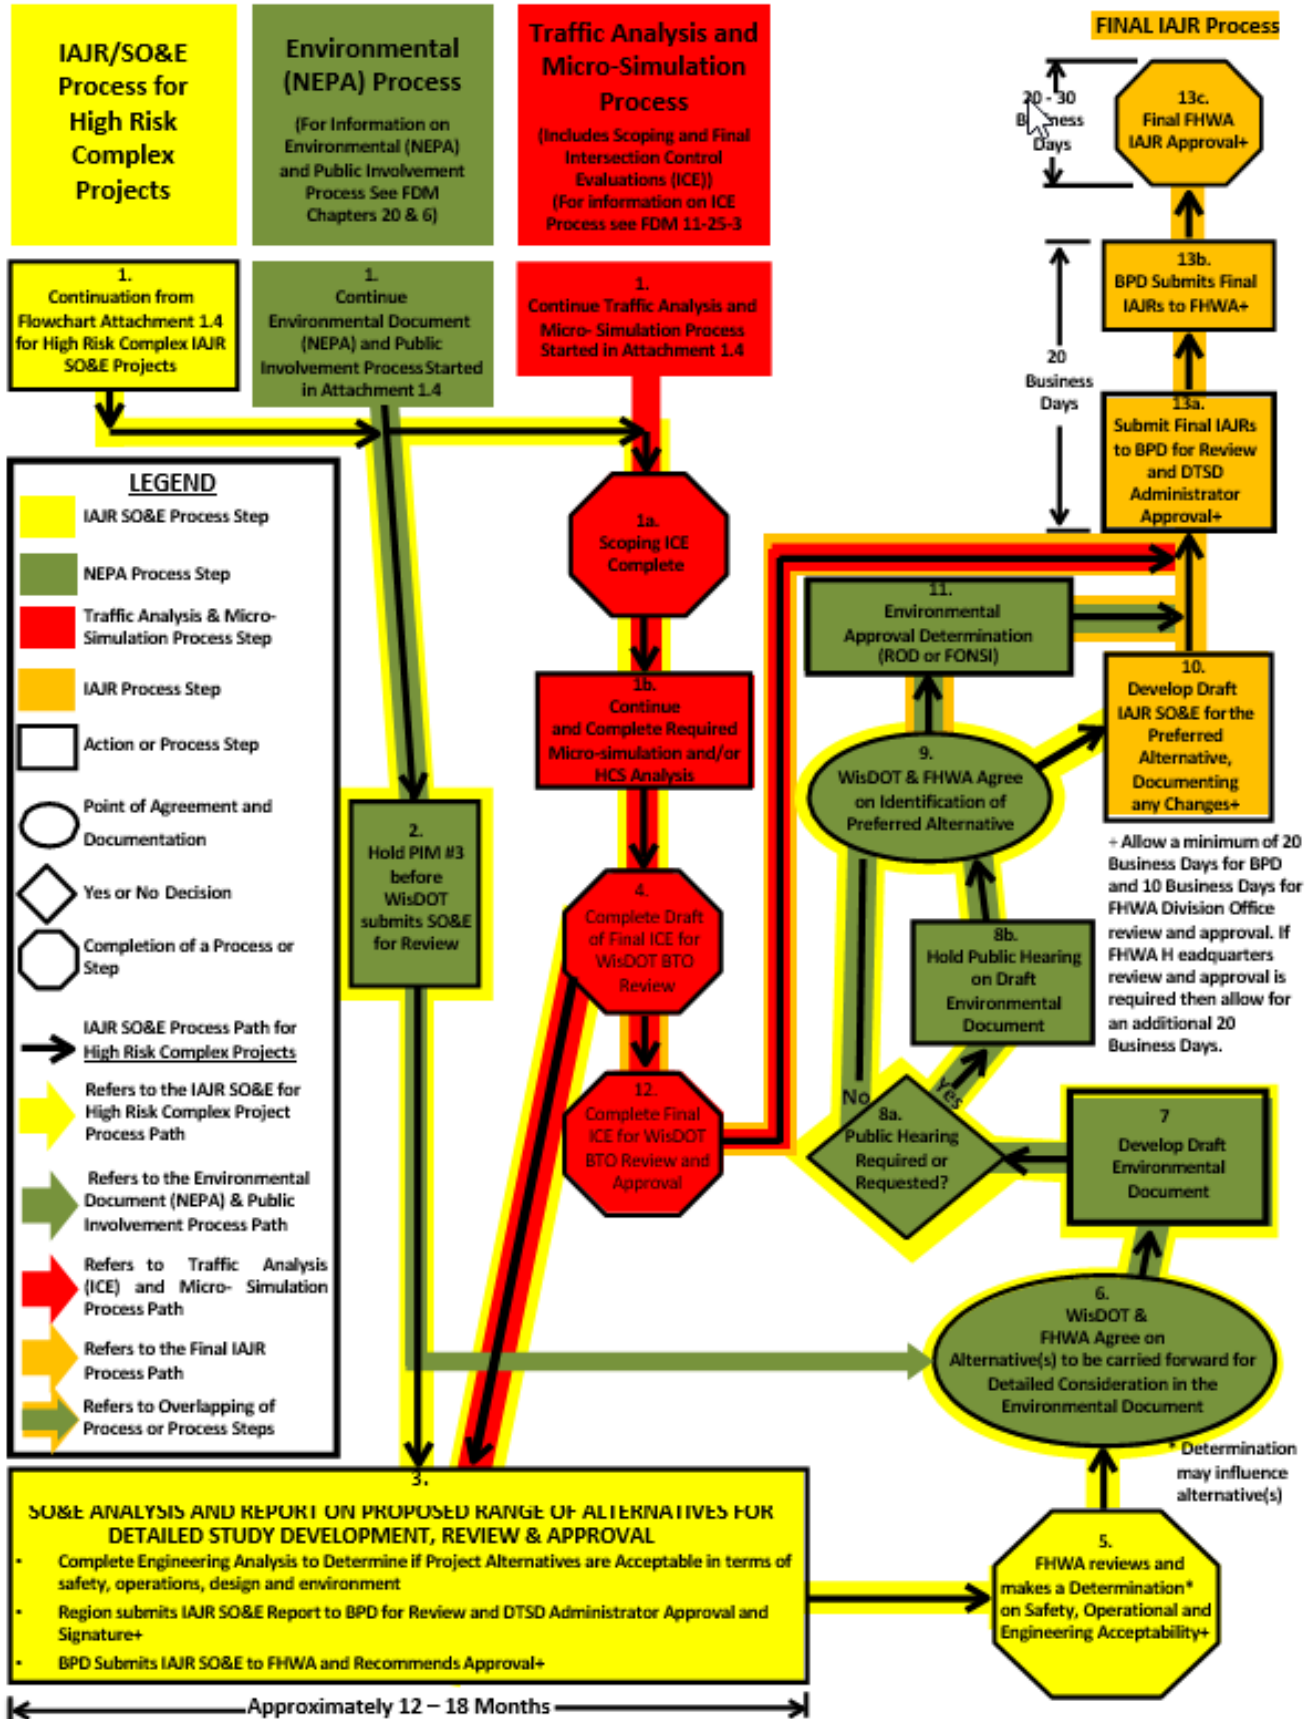 IAJR/SO&E
Process for
High Risk
Complex
Projects
Environmental
(NEPA) Process
(For Information on
Environmental (NEPA)
and Public Involvement
Process See FDM
Chapters 20 & 6)
Traffic Analysis and
Micro-Simulation
Process
(Includes Scoping and Final
Intersection Control
Evaluations (ICE))
(For information on ICE
Process see FDM 11-25-3
FINAL IAJR Process
20 - 30
Days
13c.
Final FHWA
IAJR Approval+
13b.
BPD Submits Final
IAJRs to FHWA+
20
Business
Days
13a.
Submit Final IAJRs
to BPD for Review
and DTSD
Administrator
Approval+
1.
Continuation from
Flowchart Attachment 1.4
for High Risk Complex IAJR
SO&E Projects
1.
Continue
Environmental Document
(NEPA) and Public
Involvement Process Started
in Attachment 1.4
1.
Continue Traffic Analysis and
Micro- Simulation Process
Started in Attachment 1.4
LEGEND
IAJR SO&E Process Step
NEPA Process Step
Traffic Analysis & Micro-
Simulation Process Step
IAJR Process Step
Action or Process Step
Point of Agreement and
Documentation
Yes or No Decision
Completion of a Process or
Step
IAJR SO&E Process Path for
High Risk Complex Projects
Refers to the IAJR SO&E for
High Risk Complex Project
Process Path
Refers to the Environmental
Document (NEPA) & Public
Involvement Process Path
Refers to Traffic Analysis
(ICE) and Micro- Simulation
Process Path
Refers to the Final IAJR
Process Path
Refers to Overlapping of
Process or Process Steps
1a.
Scoping ICE
Complete
1b.
Continue
and Complete Required
Micro-simulation and/or
HCS Analysis
2.
Hold PIM #3
before
WisDOT
submits SO&E
for Review
4.
Complete Draft
of Final ICE for
WisDOT BTO
Review
12.
Complete Final
ICE for WisDOT
BTO Review and
Approval
11.
Environmental
Approval Determination
(ROD or FONSI)
10.
Develop Draft
IAJR SO&E for the
Preferred
Alternative,
Documenting
any Changes+
9.
WisDOT & FHWA Agree
on Identification of
Preferred Alternative
+ Allow a minimum of 20
Business Days for BPD
and 10 Business Days for
FHWA Division Office
review and approval. If
FHWA H eadquarters
review and approval is
required then allow for
an additional 20
Business Days.
8b.
Hold Public Hearing
on Draft
Environmental
Document
No
Yes
8a.
Public Hearing
Required or
Requested?
7
Develop Draft
Environmental
Document
6.
WisDOT &
FHWA Agree on
Alternative(s) to be carried forward for
Detailed Consideration in the
Environmental Document
* Determination
may influence
alternative(s)
3.
SO&E ANALYSIS AND REPORT ON PROPOSED RANGE OF ALTERNATIVES FOR
DETAILED STUDY DEVELOPMENT, REVIEW & APPROVAL
• Complete Engineering Analysis to Determine if Project Alternatives are Acceptable in terms of
safety, operations, design and environment
• Region submits IAJR SO&E Report to BPD for Review and DTSD Administrator Approval and
Signature+
• BPD Submits IAJR SO&E to FHWA and Recommends Approval+
5.
FHWA reviews and
makes a Determination*
on Safety, Operational and
Engineering Acceptability+
Approximately 12 – 18 Months